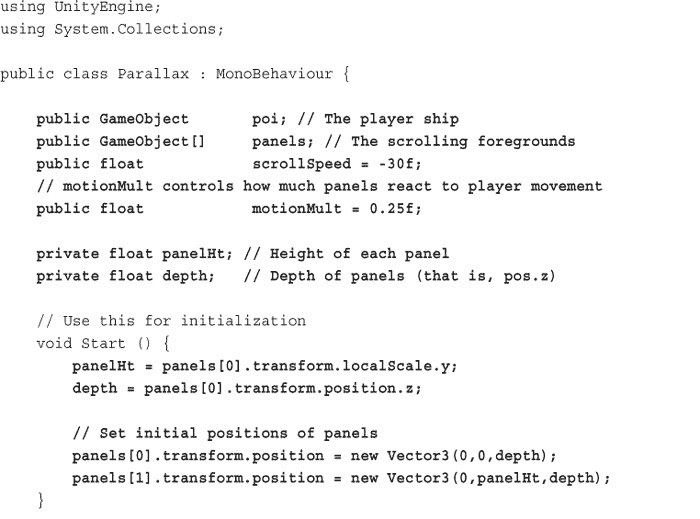 using UnityEngine;
using System.Collections;
public class Parallax : MonoBehaviour {
public GameObject poi; // The player ship
public GameObject[] panels; // The scrolling foregrounds
public float scrollSpeed = -30f;
// motionMult controls how much panels react to player movement
public float motionMult = 0.25f;
private float panelHt; // Height of each panel
private float depth; // Depth of panels (that is, pos.z)
// Use this for initialization
void Start () {
panelHt = panels[0].transform.localScale.y;
depth = panels[0].transform.position.z;
// Set initial positions of panels
panels[0].transform.position = new Vector3(0,0,depth);
panels[1].transform.position = new Vector3(0,panelHt,depth);
}